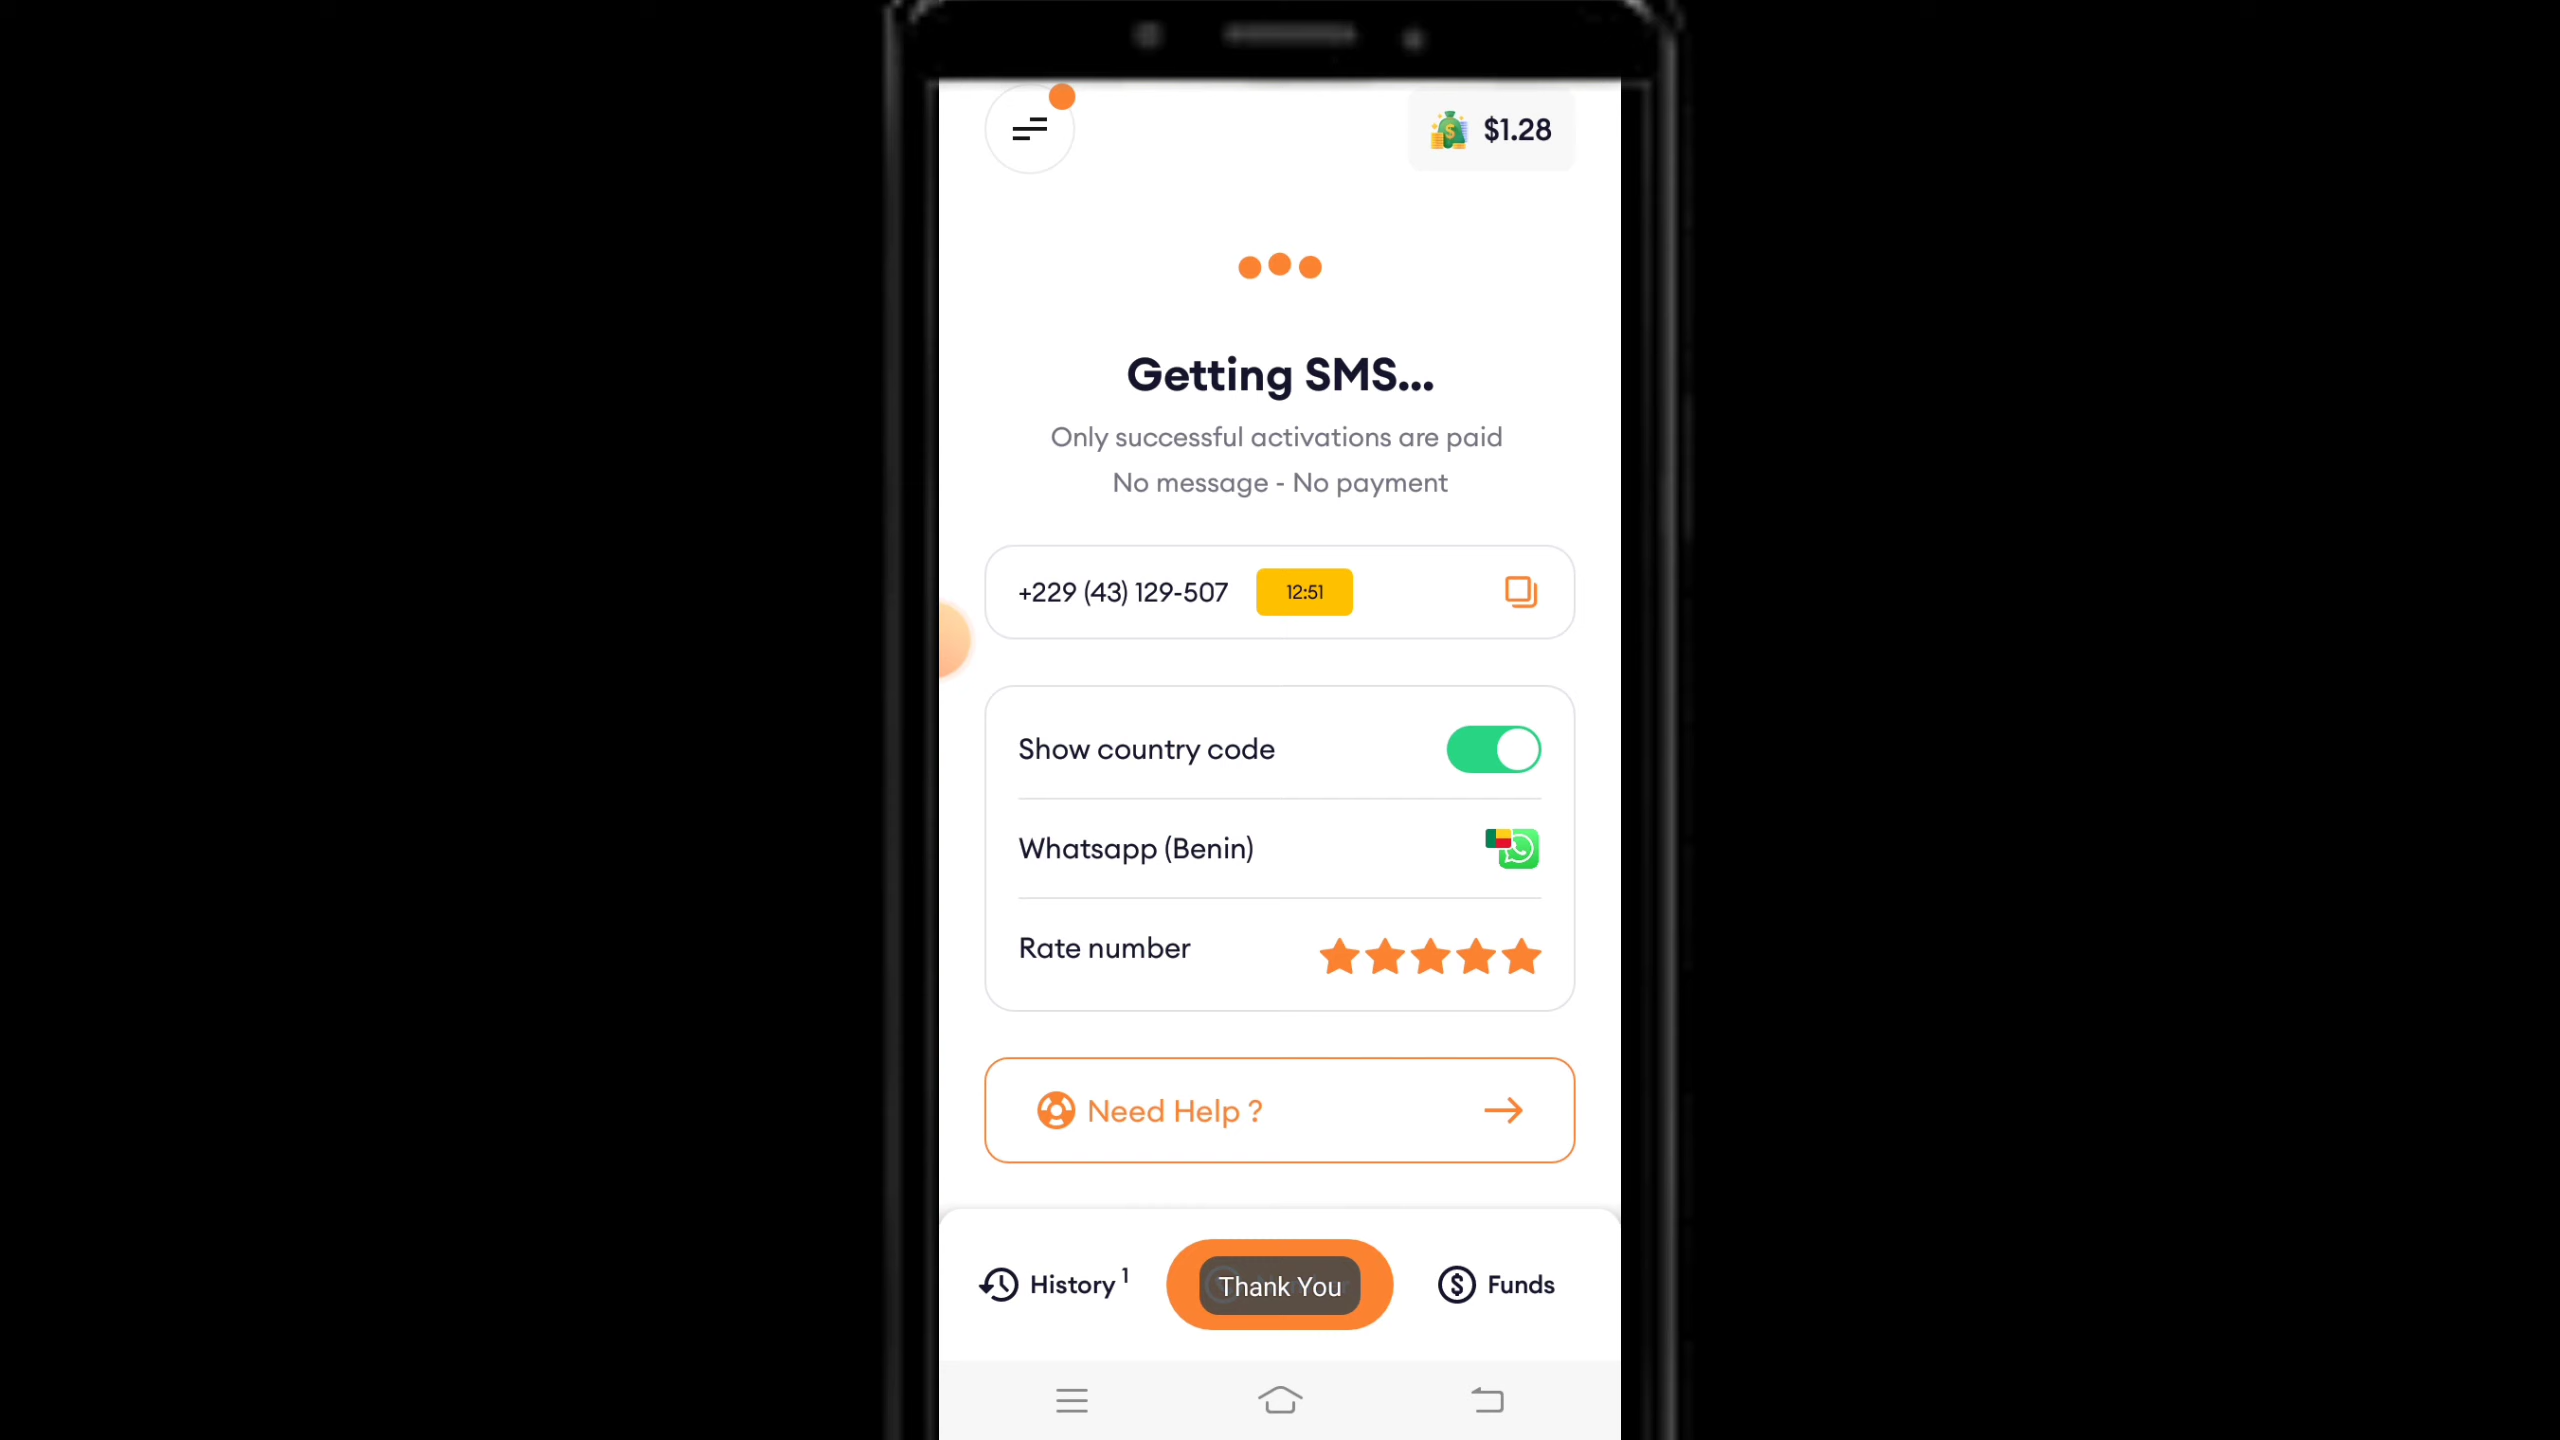 $1.28
Getting SMS...
Only successful activations are paid
No message - No payment
+229 (43) 129-507 12:51
Show country code
Whatsapp (Benin)
Rate number
Need Help ?
History 1
Thank You
Funds